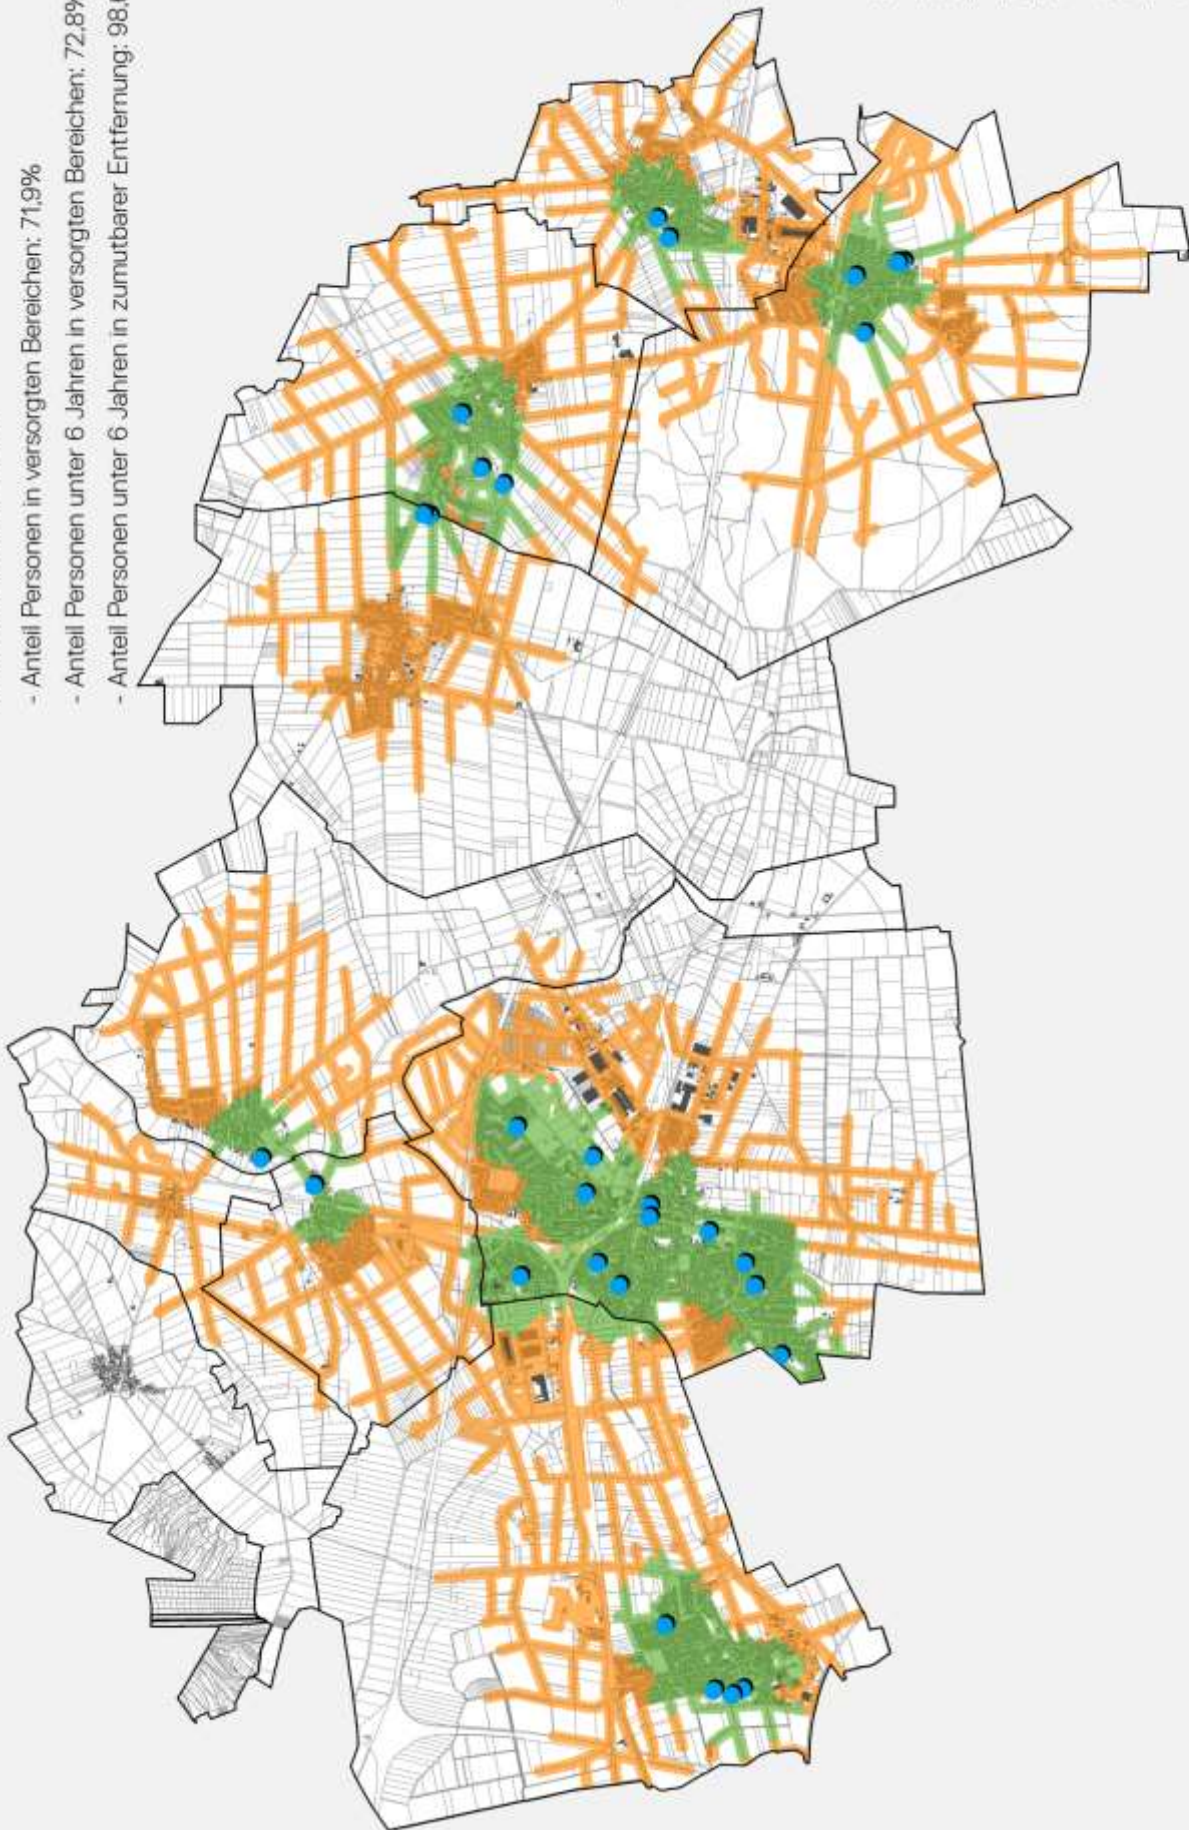 - Anteil Personen in versorgten Bereichen: 71,9%
- Anteil Personen unter 6 Jahren in versorgten Bereichen: 72,8%
- Anteil Personen unter 6 Jahren in zumutbarer Entfernung: